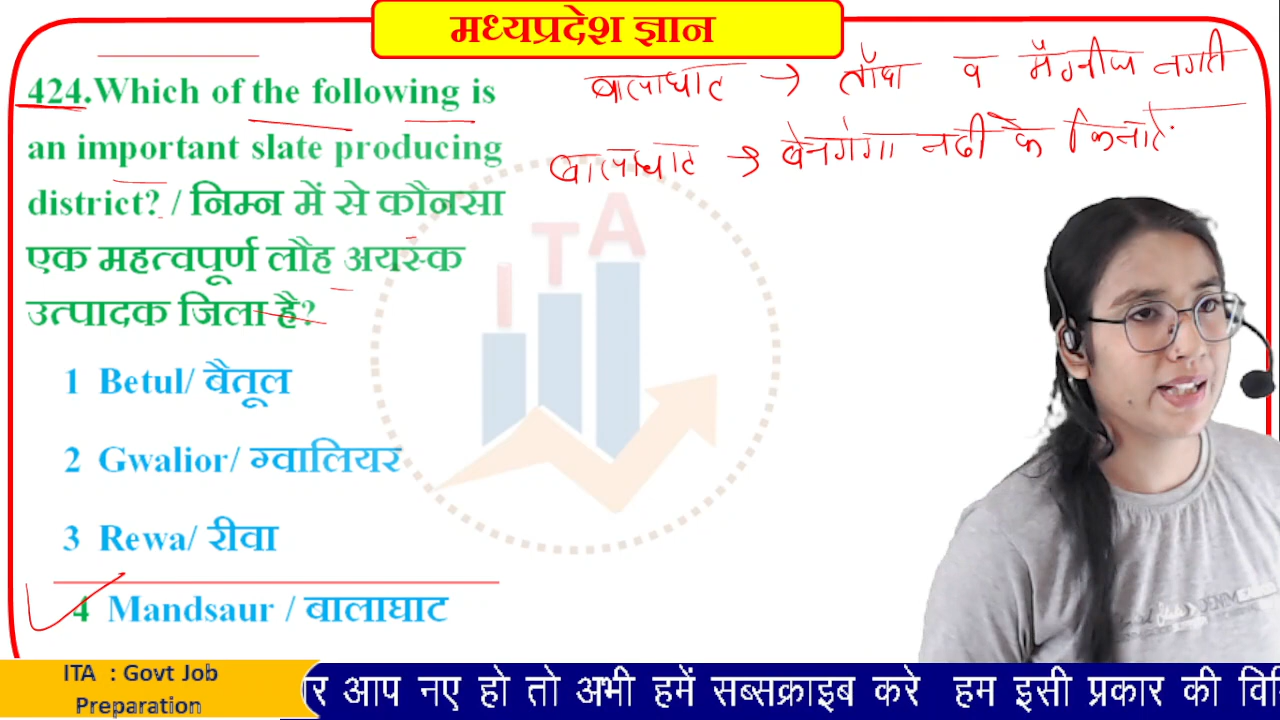 मध्यप्रदेश ज्ञान
424.Which of the following is
an important slate producing
district? / निम्न में से कौनसा
एक महत्वपूर्ण लौह अयस्क
उत्पादक जिला है?
1 Betul/ बैतूल
2 Gwalior/ ग्वालियर
3 Rewa/ रीवा
4 Mandsaur / बालाघाट
बालाघाट → ताँबा व मैंगनीज नगरी
बालाघाट → बेनगंगा नदी के किनारे
ITA
ITA : Govt Job
Preparation
र आप नए हो तो अभी हमें सब्सक्राइब करे हम इसी प्रकार की वि